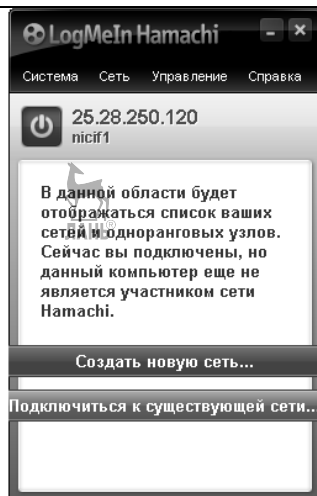 LogMeIn Hamachi
Система Сеть Управление Справка
25.28.250.120
nicif1
В данной области будет
отображаться список ваших
сетей и одноранговых узлов.
Сейчас вы подключены, но
данный компьютер еще не
является участником сети
Hamachi.
ЛАНЬ®
Создать новую сеть...
Подключиться к существующей сети...